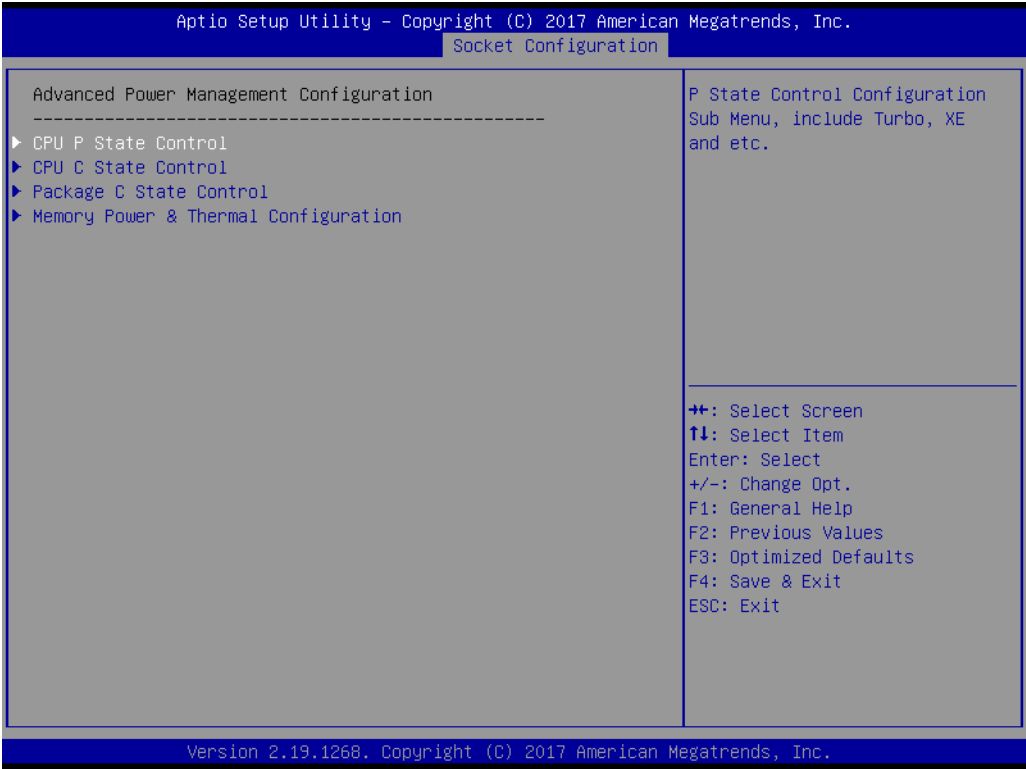 Aptio Setup Utility – Copyright (C) 2017 American Megatrends, Inc.
Socket Configuration
Advanced Power Management Configuration
--------------------------------------------------
CPU P State Control
CPU C State Control
Package C State Control
Memory Power & Thermal Configuration
P State Control Configuration
Sub Menu, include Turbo, XE
and etc.
→←: Select Screen
↑↓: Select Item
Enter: Select
+/-: Change Opt.
F1: General Help
F2: Previous Values
F3: Optimized Defaults
F4: Save & Exit
ESC: Exit
Version 2.19.1268. Copyright (C) 2017 American Megatrends, Inc.